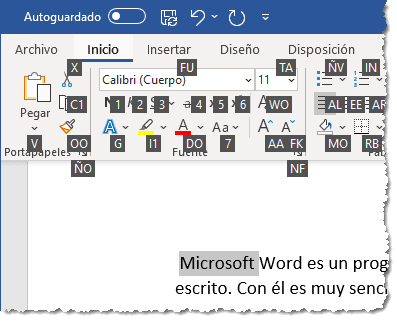 Autoguardado
Archivo Inicio Insertar Diseño Disposición
X FU TA ÑV IN
Calibri (Cuerpo) 11
C1 1 2 3 4 5 6 WO AL EE AR
Pegar
Aa
V OO G I1 DO 7 AA FK MO RB
Portapapeles Fuente
ÑO NF
Microsoft Word es un prog
escrito. Con él es muy senci